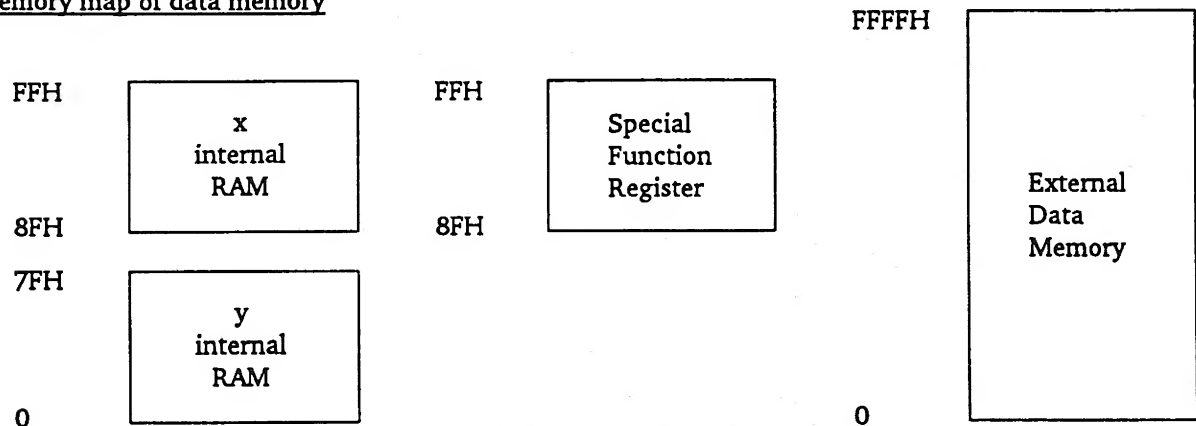 emory map of data memory
FFFFH
FFH
x
internal
RAM
8FH
7FH
y
internal
RAM
0
FFH
Special
Function
Register
8FH
External
Data
Memory
0